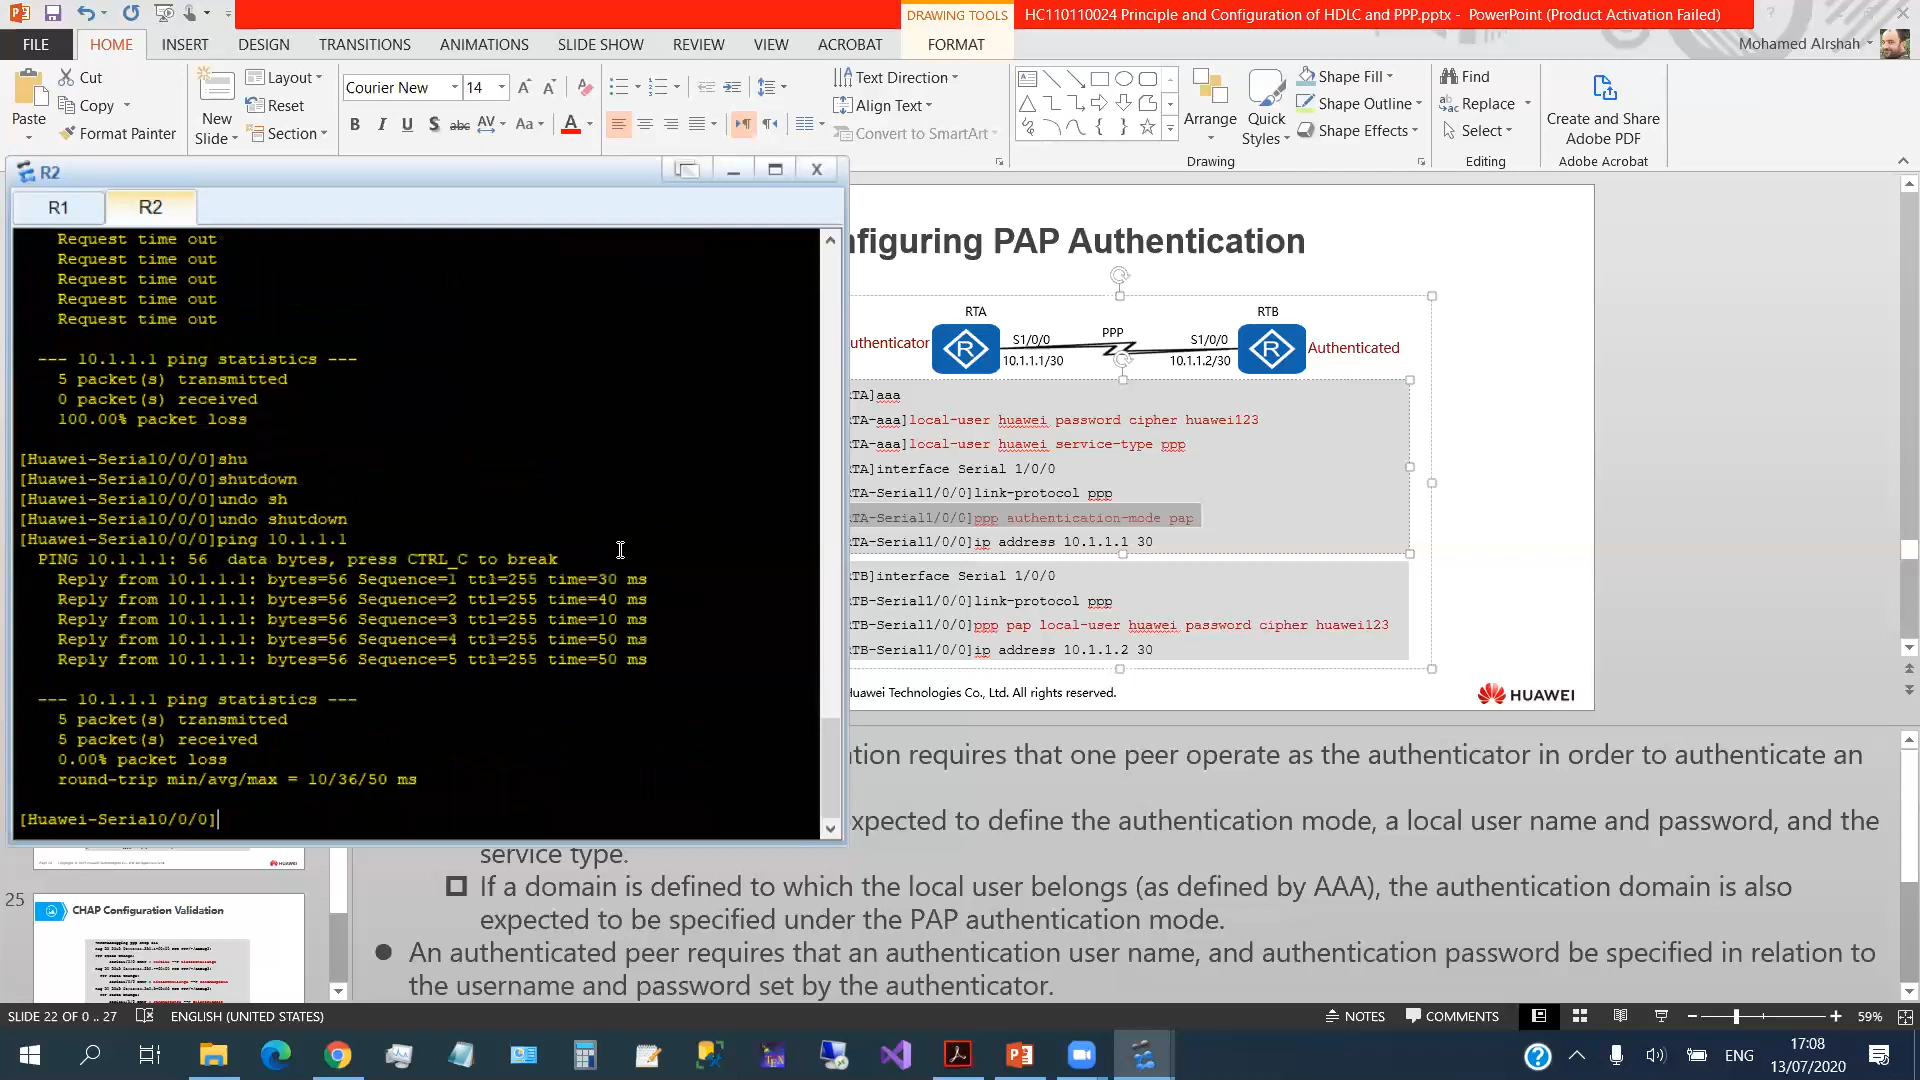 DRAWING TOOLS
HC110110024 Principle and Configuration of HDLC and PPP.pptx - PowerPoint (Product Activation Failed)
FILE
HOME
INSERT
DESIGN
TRANSITIONS
ANIMATIONS
SLIDE SHOW
REVIEW
VIEW
ACROBAT
FORMAT
Mohamed Alrshah
Paste
Cut
Copy
Format Painter
New
Slide
Layout
Reset
Section
Courier New
14
B I U S abc AV Aa A
Text Direction
Align Text
Convert to SmartArt
Arrange
Quick
Styles
Shape Fill
Shape Outline
Shape Effects
Drawing
Find
Replace
Select
Editing
Create and Share
Adobe PDF
Adobe Acrobat
R2
R1
R2
Request time out
Request time out
Request time out
Request time out
Request time out
--- 10.1.1.1 ping statistics ---
5 packet(s) transmitted
0 packet(s) received
100.00% packet loss
[Huawei-Serial0/0/0]shu
[Huawei-Serial0/0/0]shutdown
[Huawei-Serial0/0/0]undo sh
[Huawei-Serial0/0/0]undo shutdown
[Huawei-Serial0/0/0]ping 10.1.1.1
PING 10.1.1.1: 56  data bytes, press CTRL_C to break
Reply from 10.1.1.1: bytes=56 Sequence=1 ttl=255 time=30 ms
Reply from 10.1.1.1: bytes=56 Sequence=2 ttl=255 time=40 ms
Reply from 10.1.1.1: bytes=56 Sequence=3 ttl=255 time=10 ms
Reply from 10.1.1.1: bytes=56 Sequence=4 ttl=255 time=50 ms
Reply from 10.1.1.1: bytes=56 Sequence=5 ttl=255 time=50 ms
--- 10.1.1.1 ping statistics ---
5 packet(s) transmitted
5 packet(s) received
0.00% packet loss
round-trip min/avg/max = 10/36/50 ms
[Huawei-Serial0/0/0]
nfiguring PAP Authentication
RTA
RTB
uthenticator
S1/0/0
PPP
S1/0/0
Authenticated
10.1.1.1/30
10.1.1.2/30
RTA]aaa
RTA-aaa]local-user huawei password cipher huawei123
RTA-aaa]local-user huawei service-type ppp
RTA]interface Serial 1/0/0
RTA-Serial1/0/0]link-protocol ppp
RTA-Serial1/0/0]ppp authentication-mode pap
RTA-Serial1/0/0]ip address 10.1.1.1 30
RTB]interface Serial 1/0/0
RTB-Serial1/0/0]link-protocol ppp
RTB-Serial1/0/0]ppp pap local-user huawei password cipher huawei123
RTB-Serial1/0/0]ip address 10.1.1.2 30
Huawei Technologies Co., Ltd. All rights reserved.
HUAWEI
ation requires that one peer operate as the authenticator in order to authenticate an
xpected to define the authentication mode, a local user name and password, and the
service type.
If a domain is defined to which the local user belongs (as defined by AAA), the authentication domain is also
expected to be specified under the PAP authentication mode.
An authenticated peer requires that an authentication user name, and authentication password be specified in relation to
the username and password set by the authenticator.
25
CHAP Configuration Validation
SLIDE 22 OF 0 .. 27
ENGLISH (UNITED STATES)
NOTES
COMMENTS
59%
ENG
17:08
13/07/2020